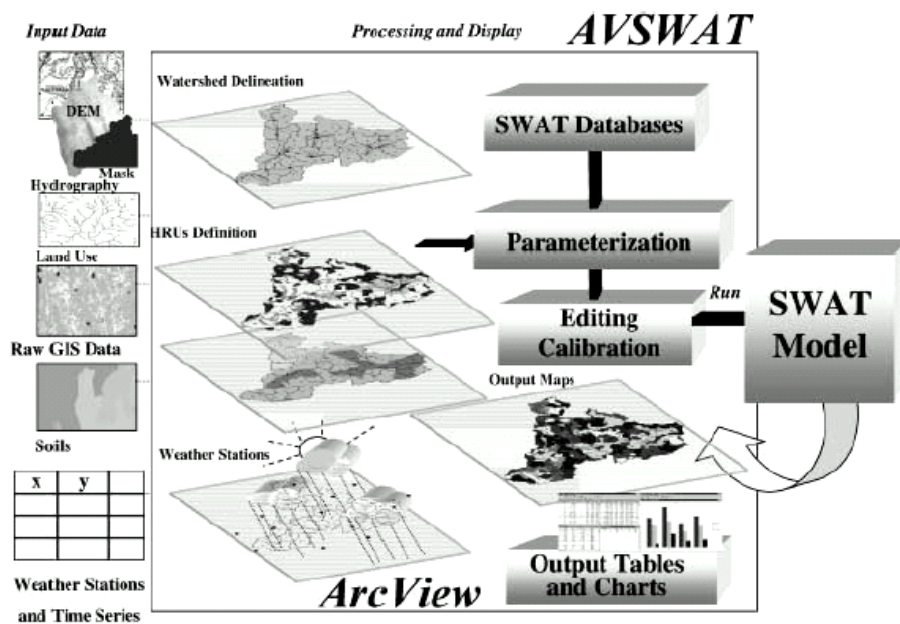 Input Data
Processing and Display
AVSWAT
Watershed Delineation
DEM
Mask
Hydrography
HRUs Definition
Land Use
Raw GIS Data
Soils
x y
Weather Stations
and Time Series
Weather Stations
SWAT Databases
Parameterization
Editing
Calibration
Run
SWAT
Model
Output Maps
Output Tables
and Charts
ArcView